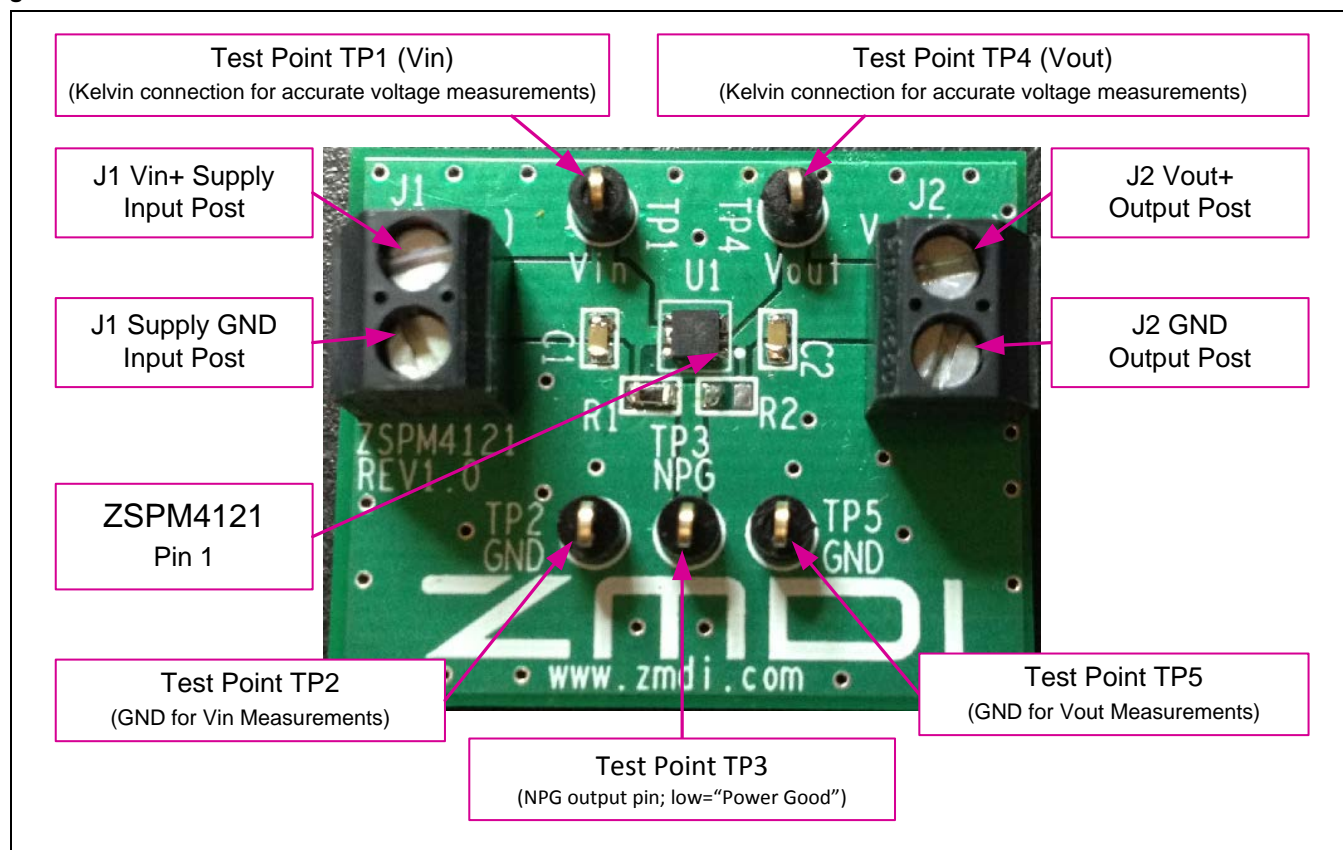 Test Point TP1 (Vin)
(Kelvin connection for accurate voltage measurements)
Test Point TP4 (Vout)
(Kelvin connection for accurate voltage measurements)
J1 Vin+ Supply
Input Post
J2 Vout+
Output Post
J1 Supply GND
Input Post
J2 GND
Output Post
ZSPM4121
Pin 1
J1
TP1
TP4
J2
Vin
U1
Vout
C1
C2
R1
R2
ZSPM4121
REV1.0
TP3
NPG
TP2
GND
TP5
GND
ZMDI
www.zmdi.com
Test Point TP2
(GND for Vin Measurements)
Test Point TP5
(GND for Vout Measurements)
Test Point TP3
(NPG output pin; low=“Power Good”)